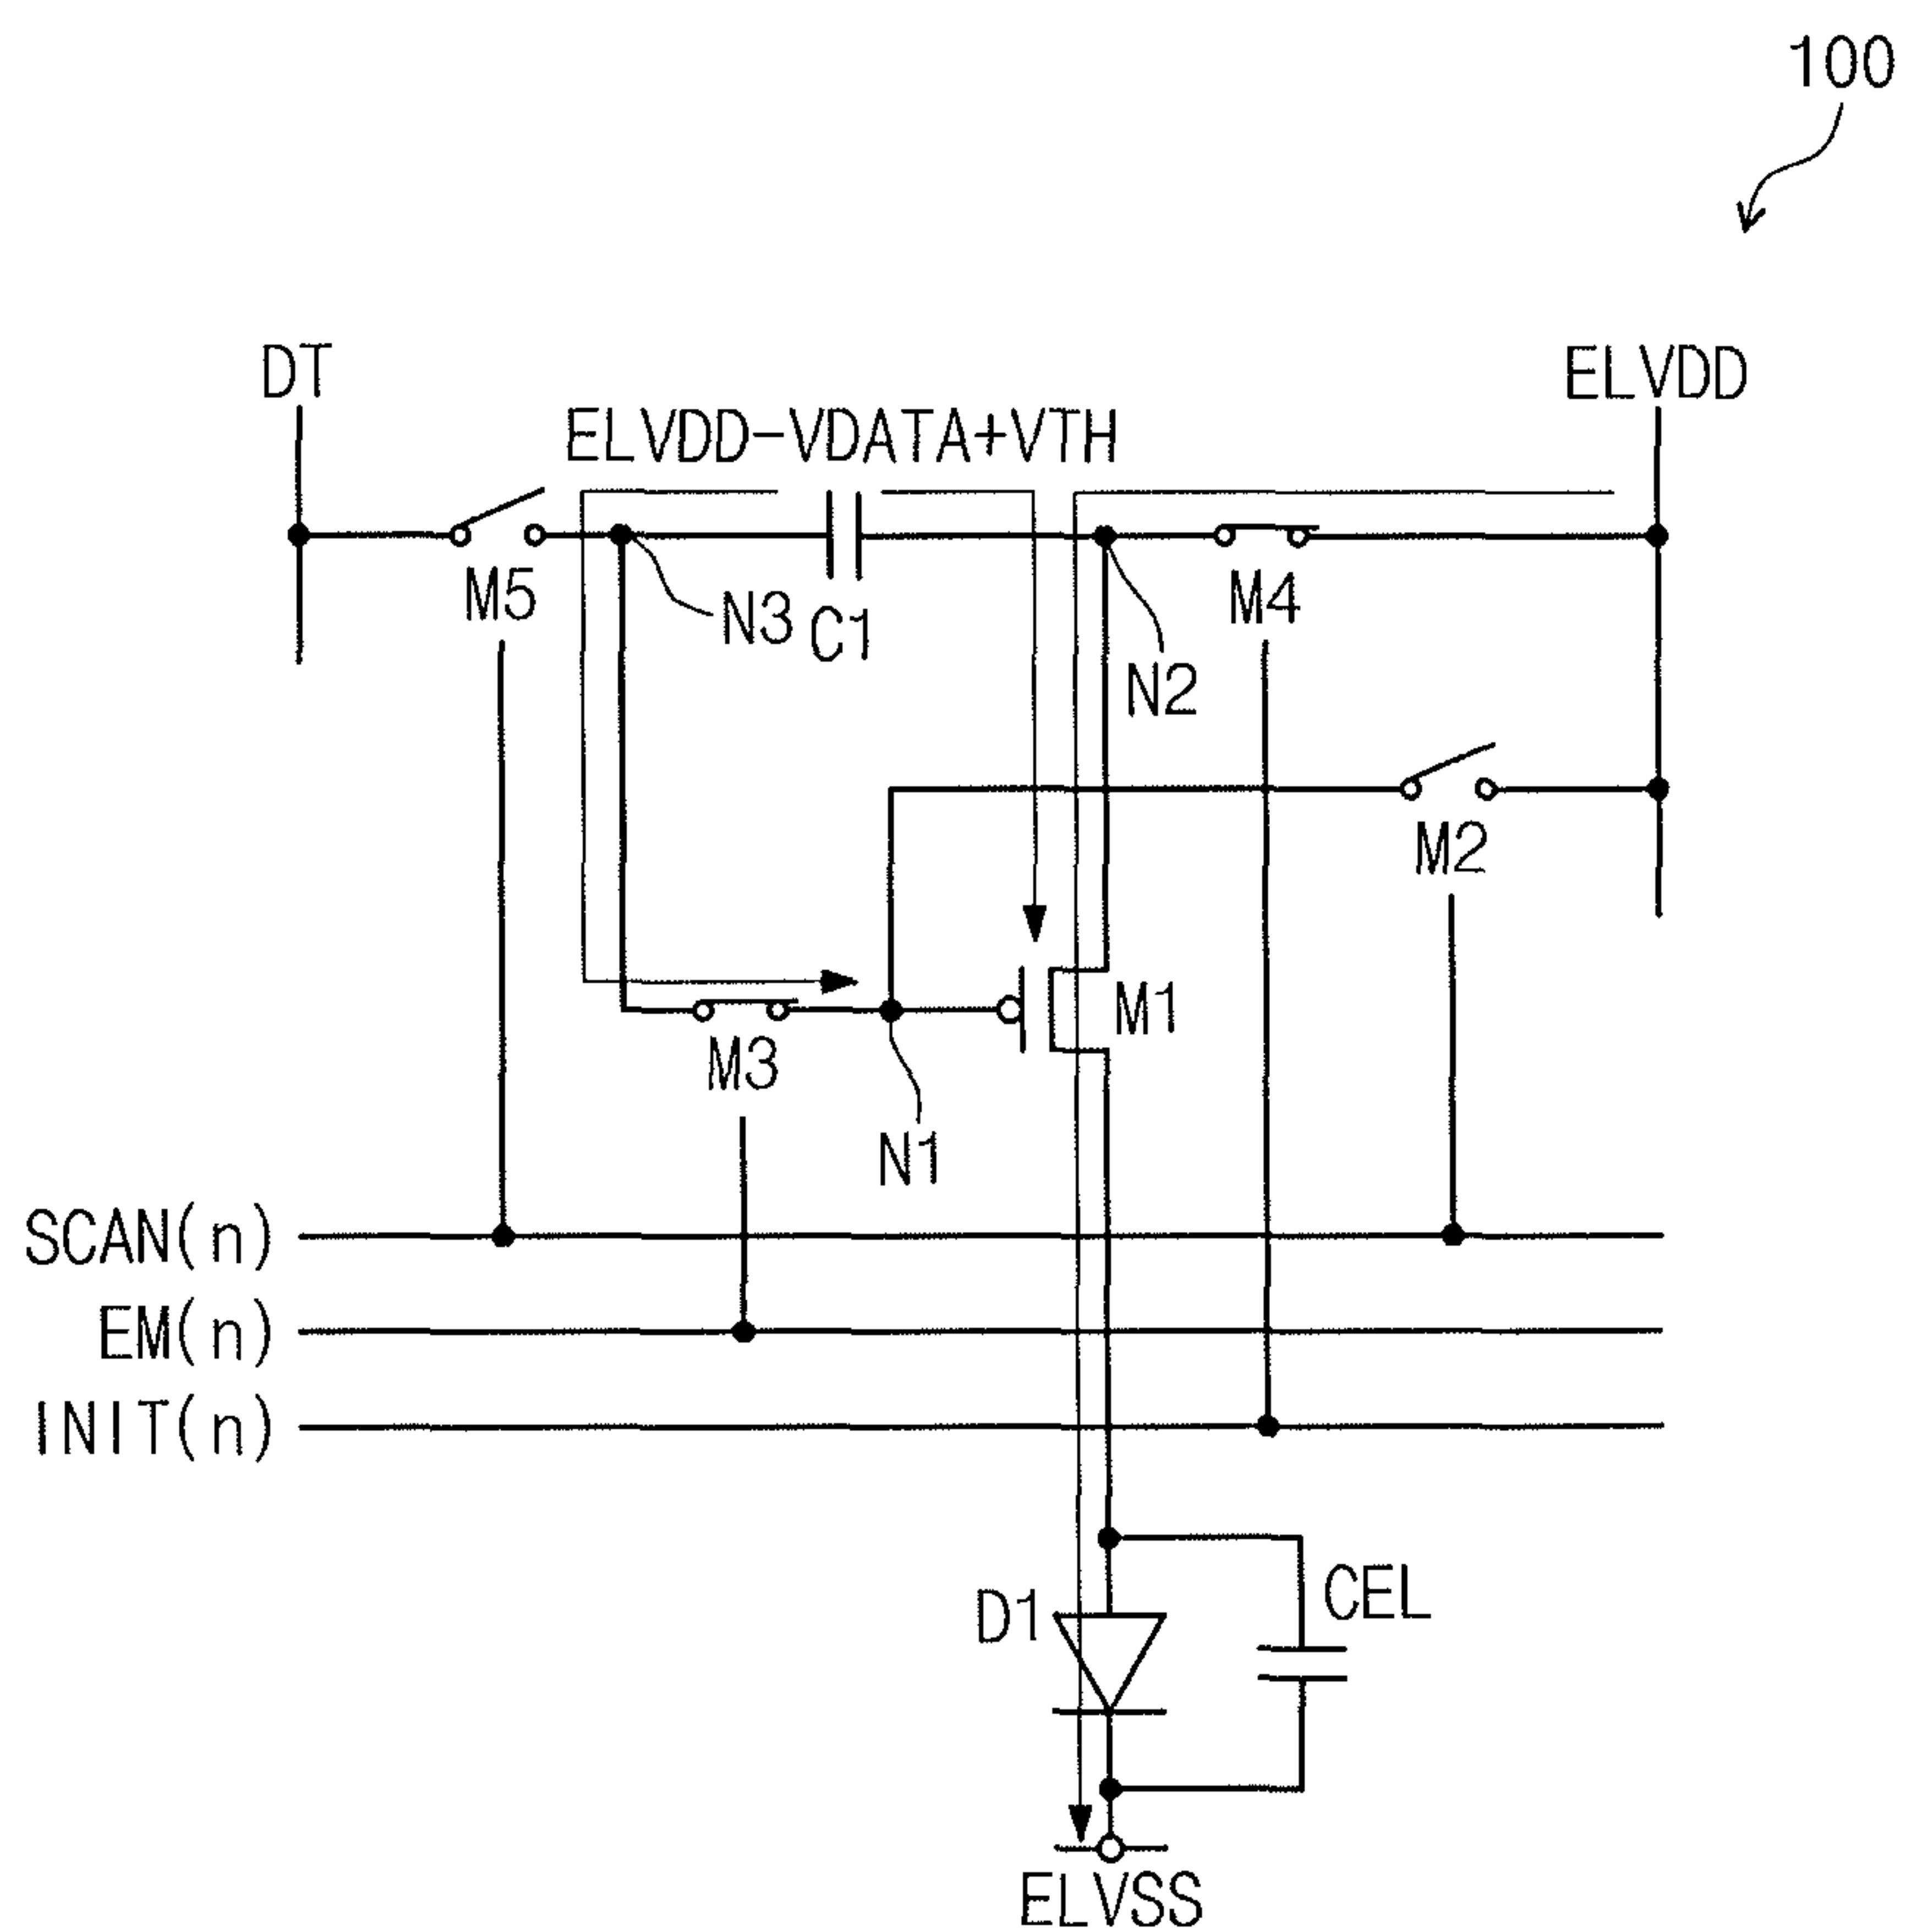 100
DT
ELVDD
ELVDD-VDATA+VTH
M5
N3
C1
M4
N2
M2
M1
M3
N1
SCAN(n)
EM(n)
INIT(n)
D1
CEL
ELVSS